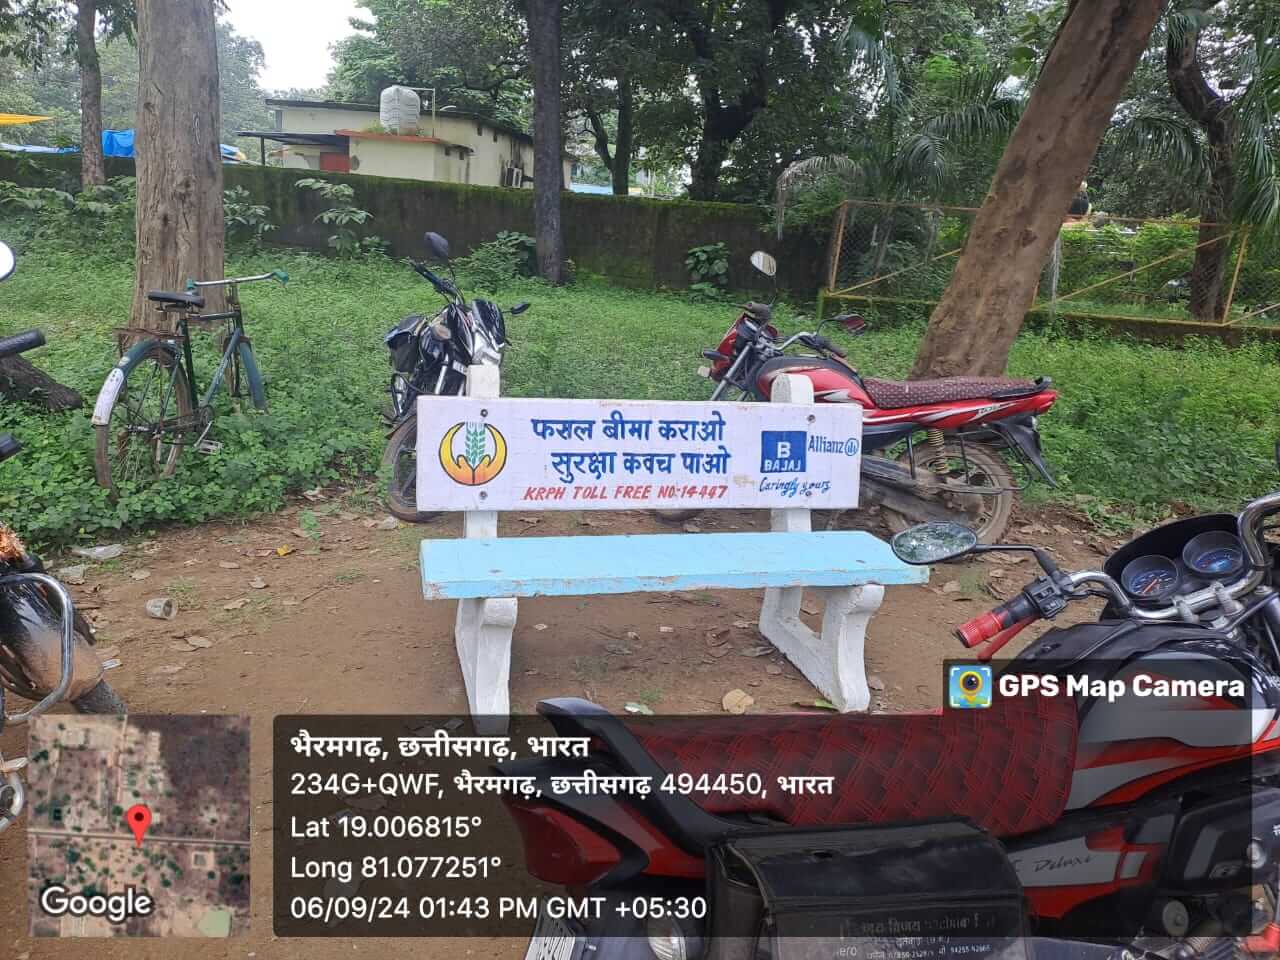 फसल बीमा कराओ
सुरक्षा कवच पाओ
KRPH TOLL FREE NO:14447
B
BAJAJ
Allianz
Caringly yours
GPS Map Camera
भैरमगढ़, छत्तीसगढ़, भारत
234G+QWF, भैरमगढ़, छत्तीसगढ़ 494450, भारत
Lat 19.006815°
Long 81.077251°
06/09/24 01:43 PM GMT +05:30
Google
Deluxe